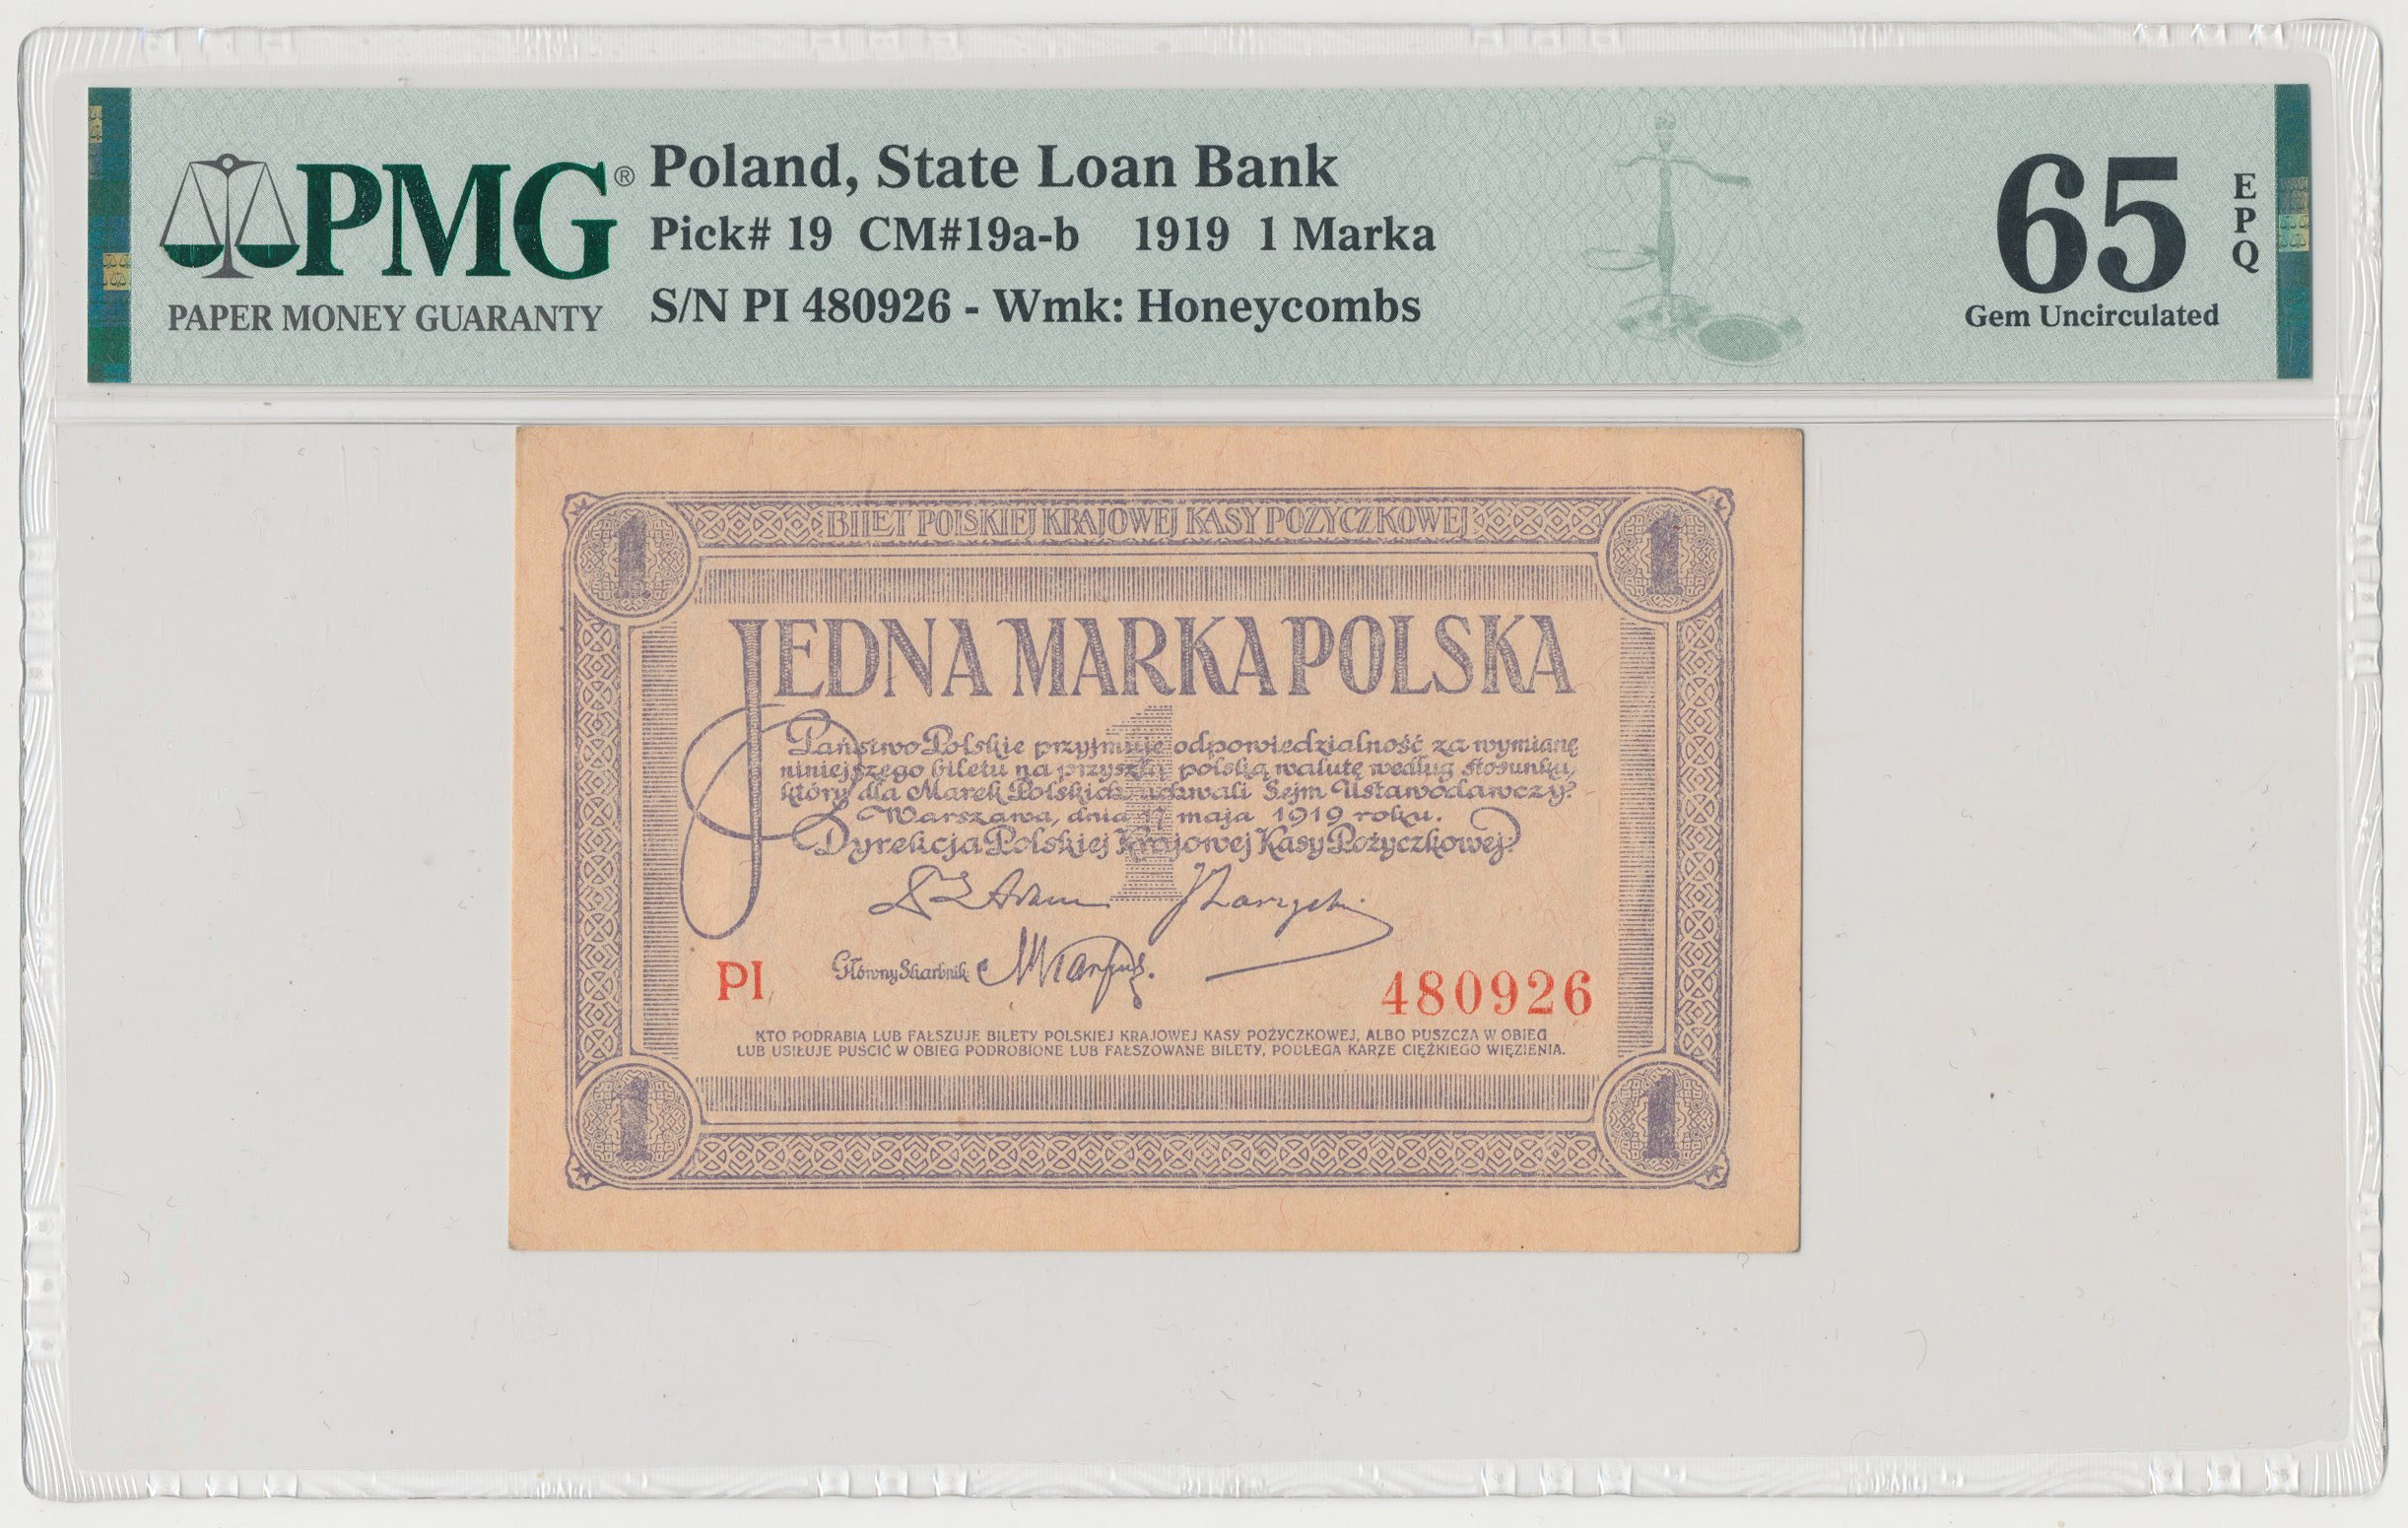 PMG®
PAPER MONEY GUARANTY
Poland, State Loan Bank
Pick# 19 CM#19a-b 1919 1 Marka
S/N PI 480926 - Wmk: Honeycombs
65
EPQ
Gem Uncirculated
1 BILET POLSKIEJ KRAJOWEJ KASY POŻYCZKOWEJ 1
JEDNA MARKA POLSKA
1
Państwo Polskie przyjmuje odpowiedzialność za wymianę
niniejszego biletu na przyszłą polską walutę według stosunku,
który dla Marek Polskich uchwali Sejm Ustawodawczy.
Warszawa, dnia 17 maja 1919 roku.
Dyrekcja Polskiej Krajowej Kasy Pożyczkowej:
Główny Skarbnik:
PI 480926
KTO PODRABIA LUB FAŁSZUJE BILETY POLSKIEJ KRAJOWEJ KASY POŻYCZKOWEJ, ALBO PUSZCZA W OBIEG
LUB USIŁUJE PUŚCIĆ W OBIEG PODROBIONE LUB FAŁSZOWANE BILETY, PODLEGA KARZE CIĘŻKIEGO WIĘZIENIA.
1 1